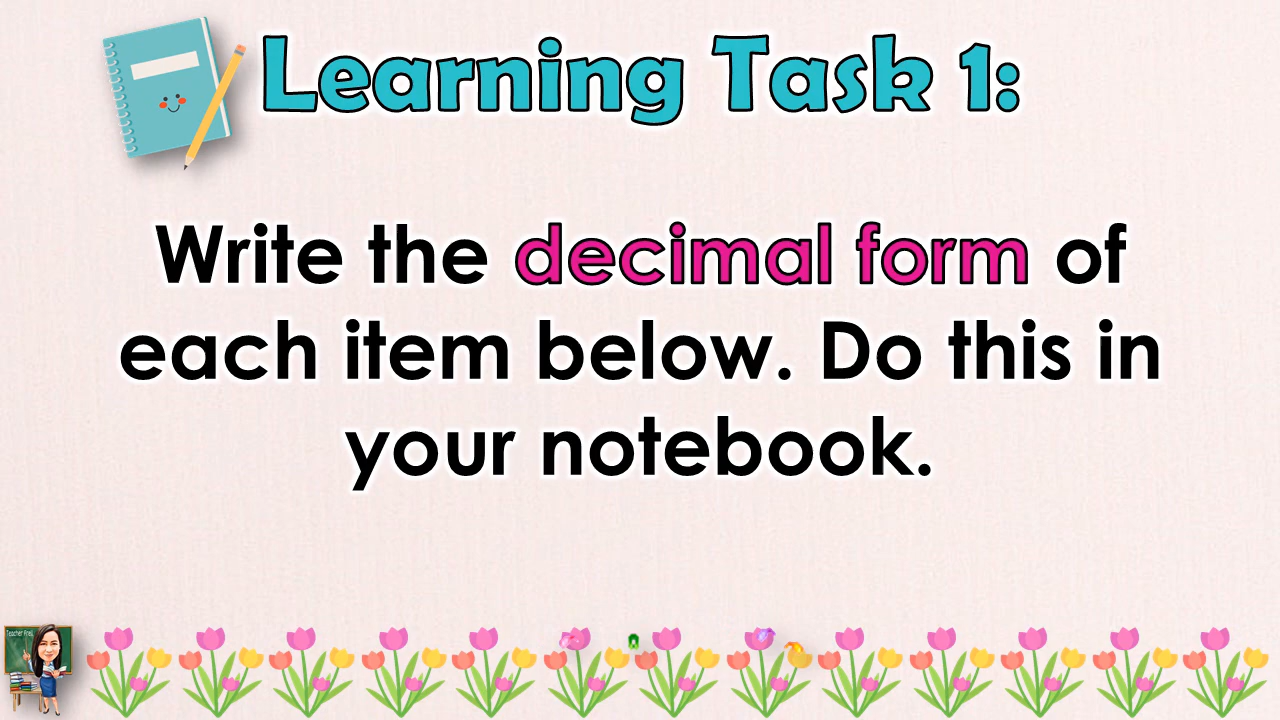 Learning Task 1:
Write the decimal form of
each item below. Do this in
your notebook.